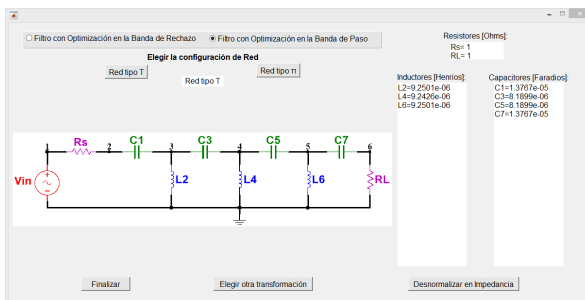 Filtro con Optimización en la Banda de Rechazo
Filtro con Optimización en la Banda de Paso
Elegir la configuración de Red
Red tipo T
Red tipo π
Red tipo T
Resistores [Ohms]:
Rs= 1
RL= 1
Inductores [Henrios]:
L2=9.2501e-06
L4=9.2426e-06
L6=9.2501e-06
Capacitores [Faradios]:
C1=1.3767e-05
C3=8.1899e-06
C5=8.1899e-06
C7=1.3767e-05
1 Rs 2 C1 3 C3 4 C5 5 C7 6
Vin L2 L4 L6 RL
Finalizar
Elegir otra transformación
Desnormalizar en Impedancia